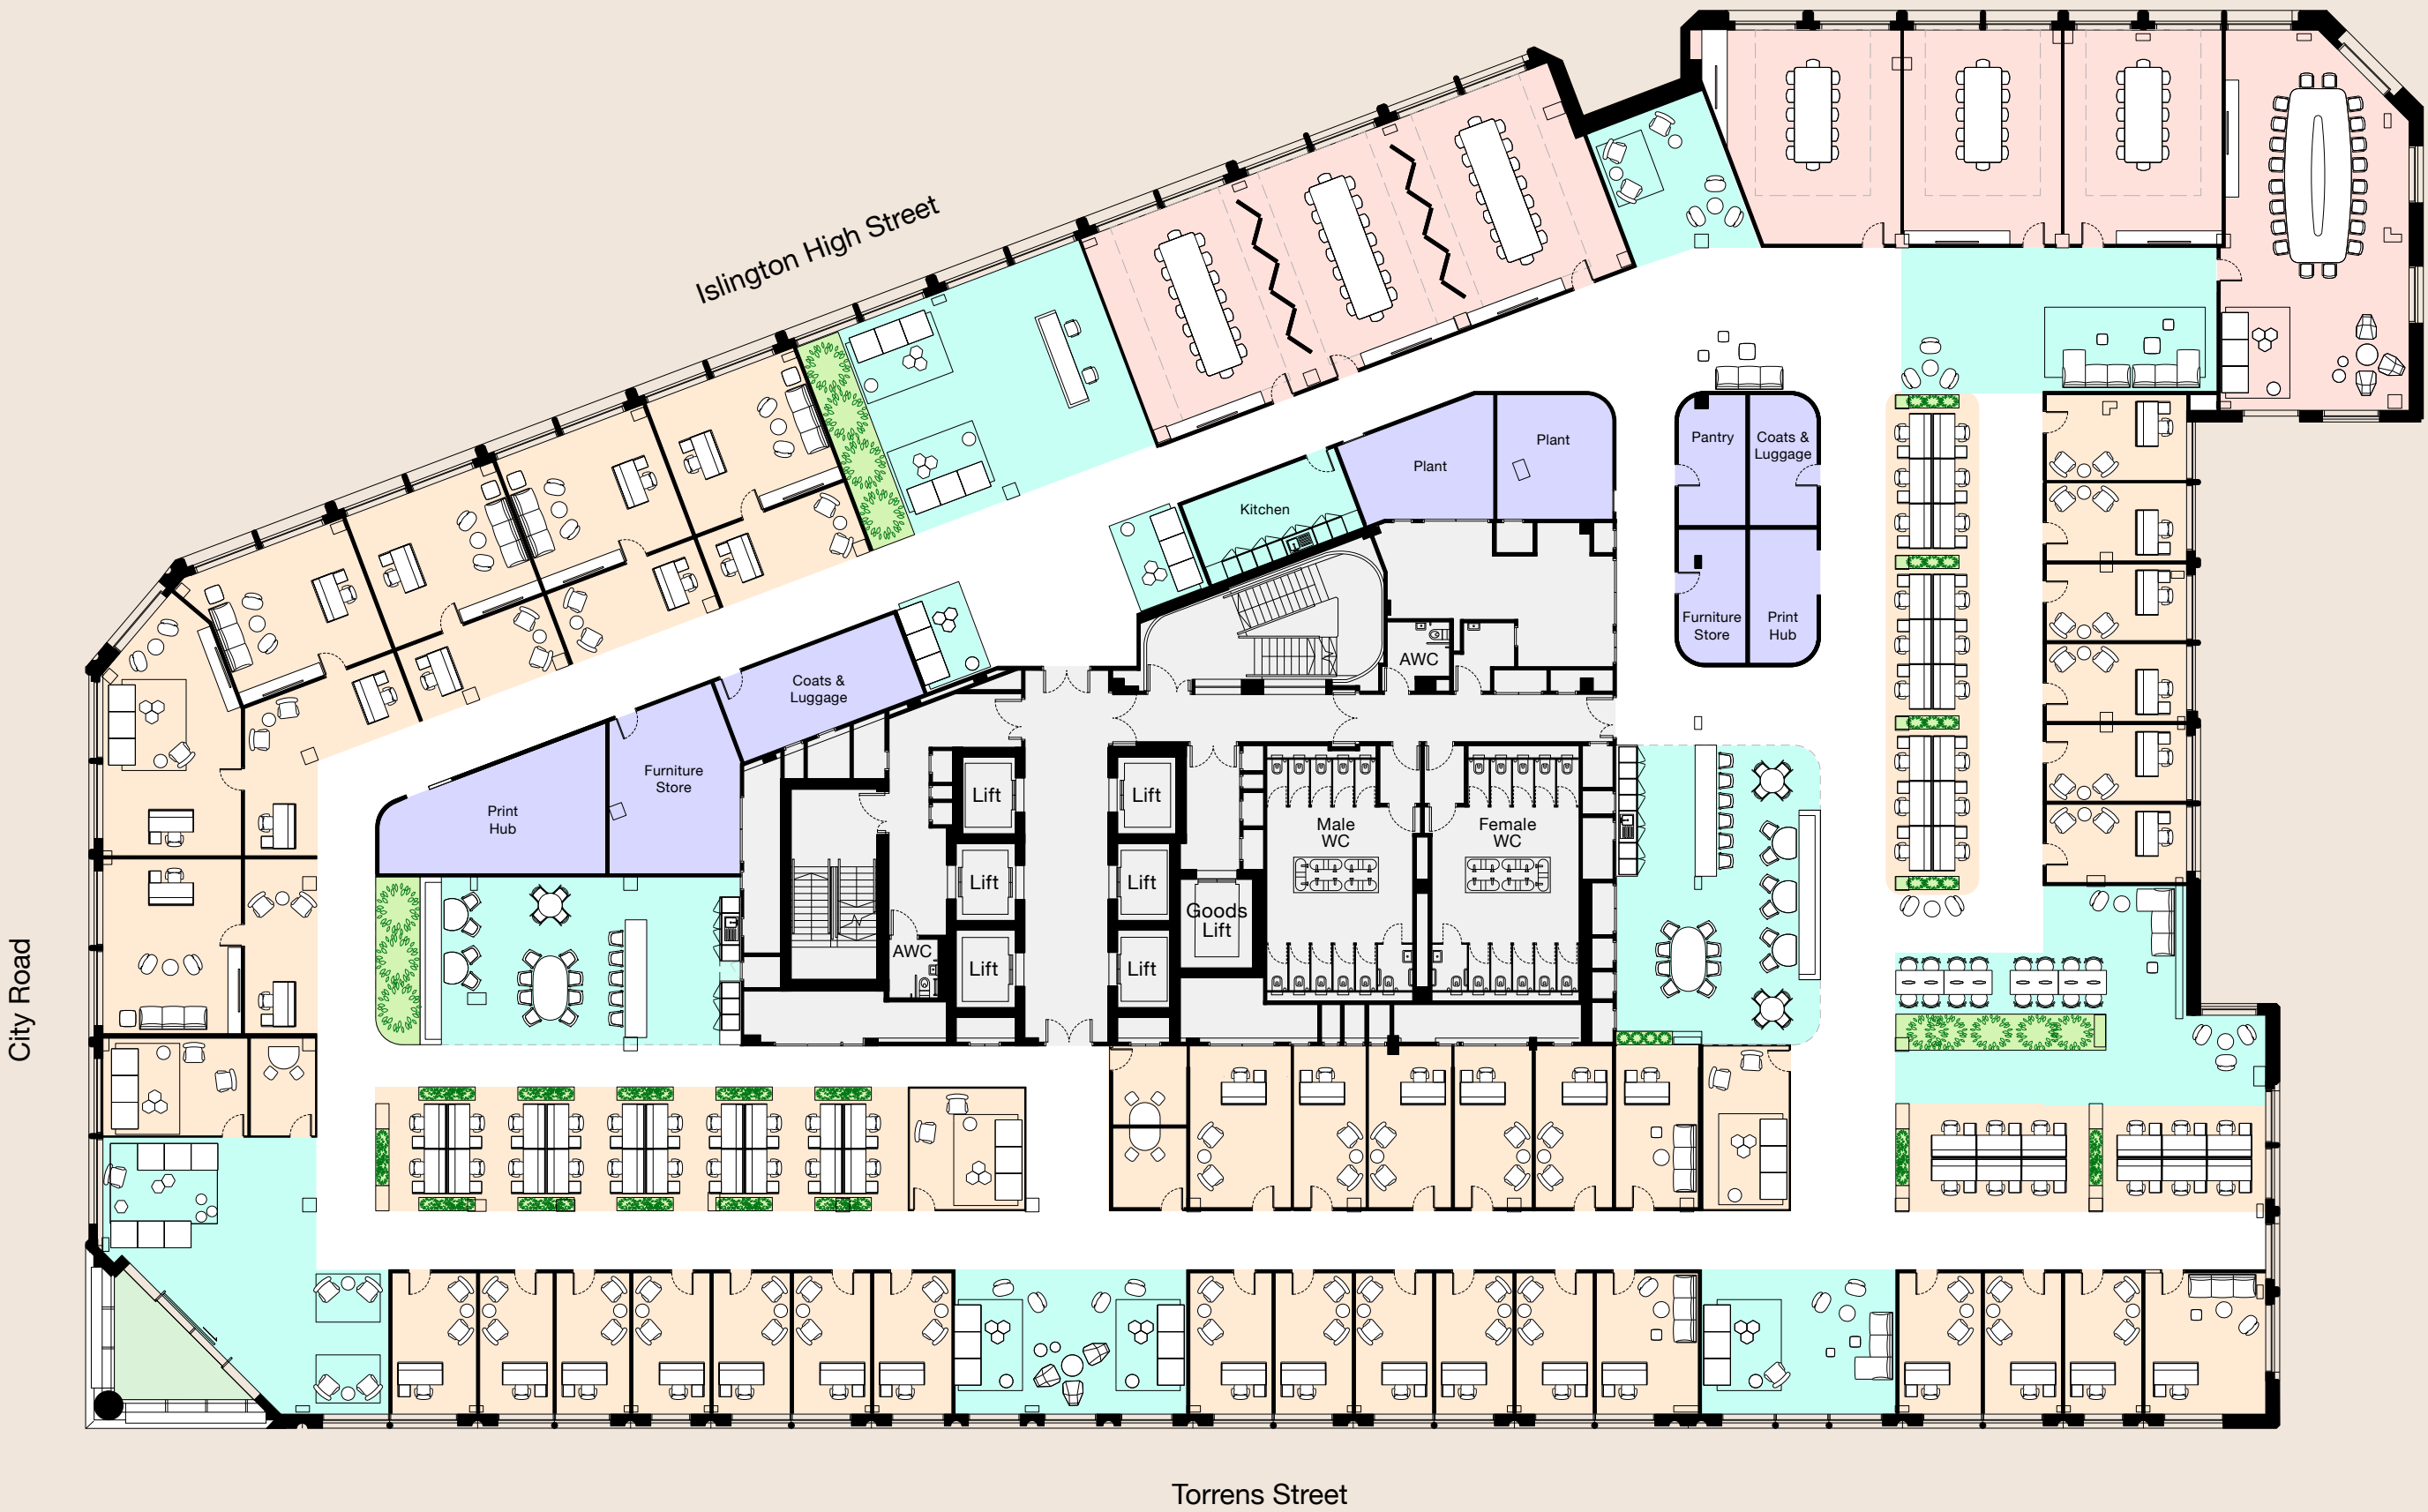 Islington High Street
Pantry
Coats &
Luggage
Plant
Plant
Kitchen
Furniture
Store
Print
Hub
AWC
Coats &
Luggage
Furniture
Store
Print
Hub
Lift
Lift
Male
WC
Female
WC
Lift
Lift
Goods
Lift
AWC
Lift
Lift
City Road
Torrens Street